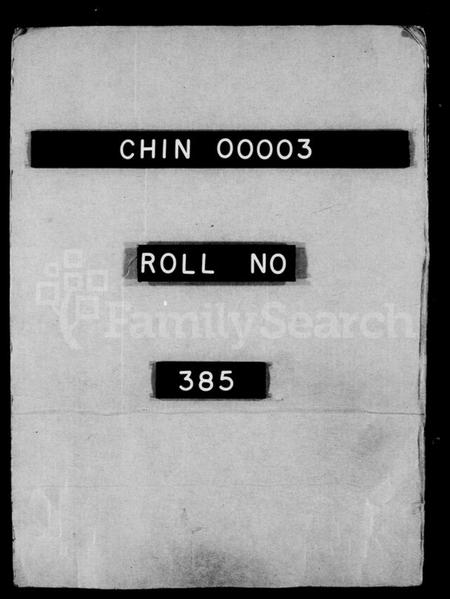 CHIN 00003
ROLL NO
FamilySearch
385